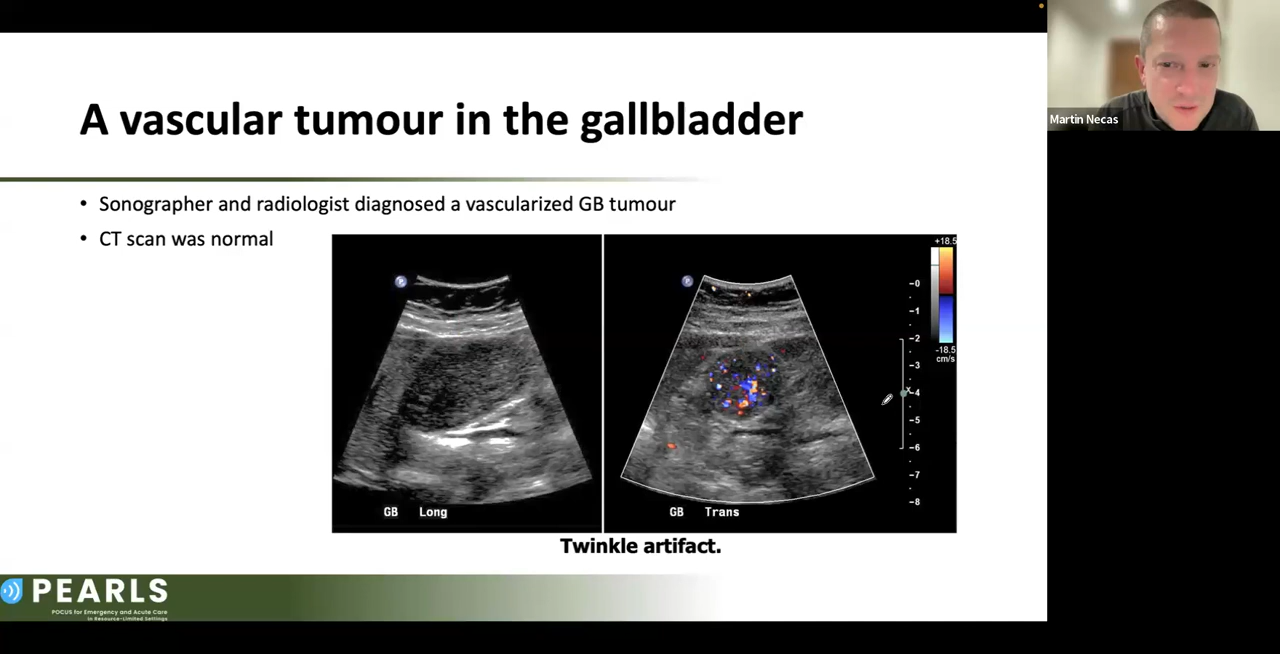 A vascular tumour in the gallbladder
Martin Necas
• Sonographer and radiologist diagnosed a vascularized GB tumour
• CT scan was normal
P
P
+18.5
-18.5
cm/s
-0
-1
-2
-3
x
-4
-5
-6
-7
-8
GB Long
GB Trans
Twinkle artifact.
PEARLS
POCUS for Emergency and Acute Care
in Resource-Limited Settings